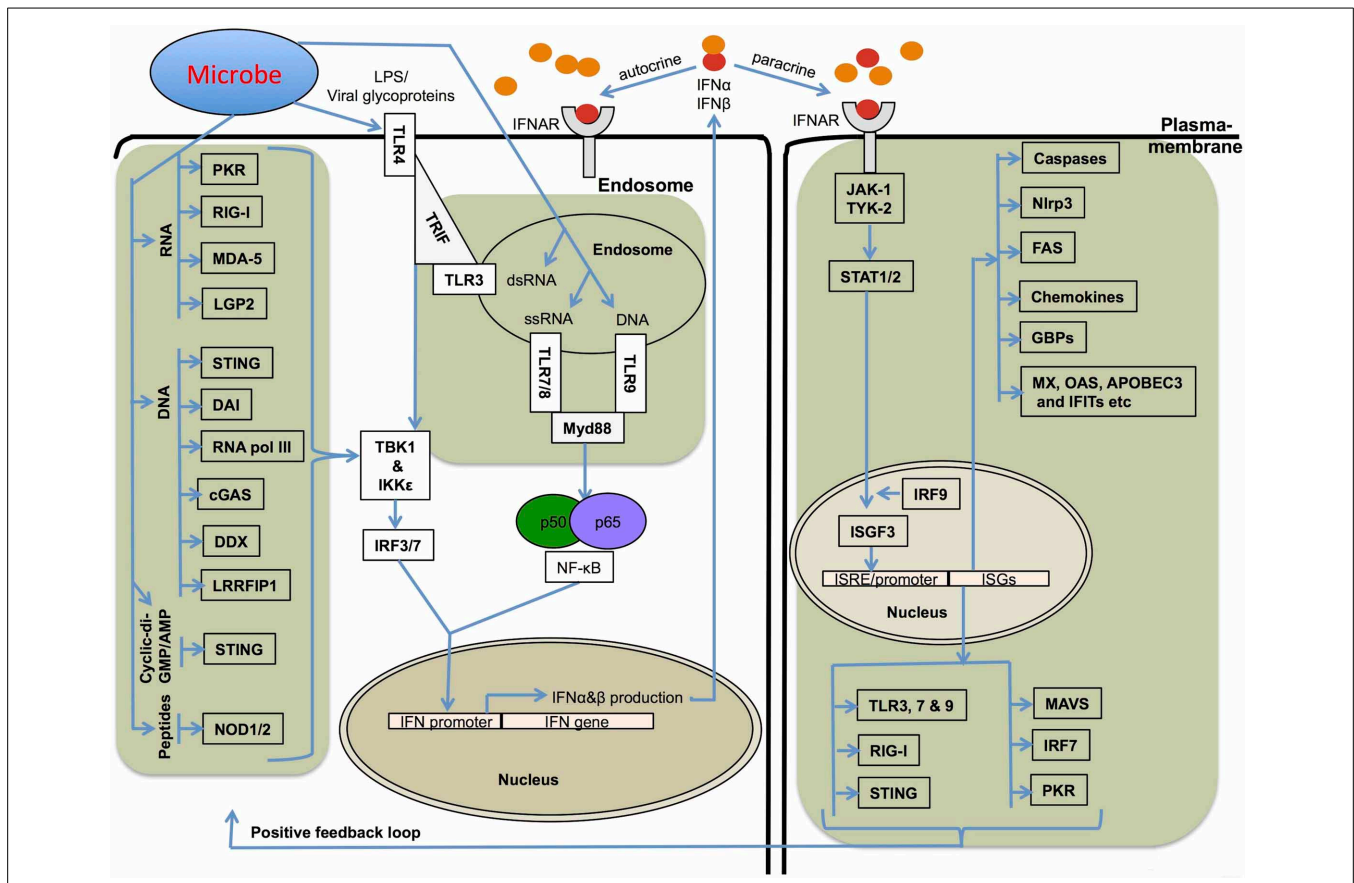 Microbe
LPS/
Viral glycoproteins
autocrine
paracrine
IFNα
IFNβ
IFNAR
IFNAR
Plasma-
membrane
TLR4
TRIF
TLR3
Endosome
Endosome
dsRNA
ssRNA
DNA
TLR7/8
TLR9
Myd88
RNA
PKR
RIG-I
MDA-5
LGP2
DNA
STING
DAI
RNA pol III
cGAS
DDX
LRRFIP1
Cyclic-di-
GMP/AMP
STING
Peptides
NOD1/2
TBK1
&
IKKε
IRF3/7
p50
p65
NF-κB
IFNα&β production
IFN promoter
IFN gene
Nucleus
Positive feedback loop
JAK-1
TYK-2
STAT1/2
IRF9
ISGF3
ISRE/promoter
ISGs
Nucleus
Caspases
Nlrp3
FAS
Chemokines
GBPs
MX, OAS, APOBEC3
and IFITs etc
TLR3, 7 & 9
RIG-I
STING
MAVS
IRF7
PKR